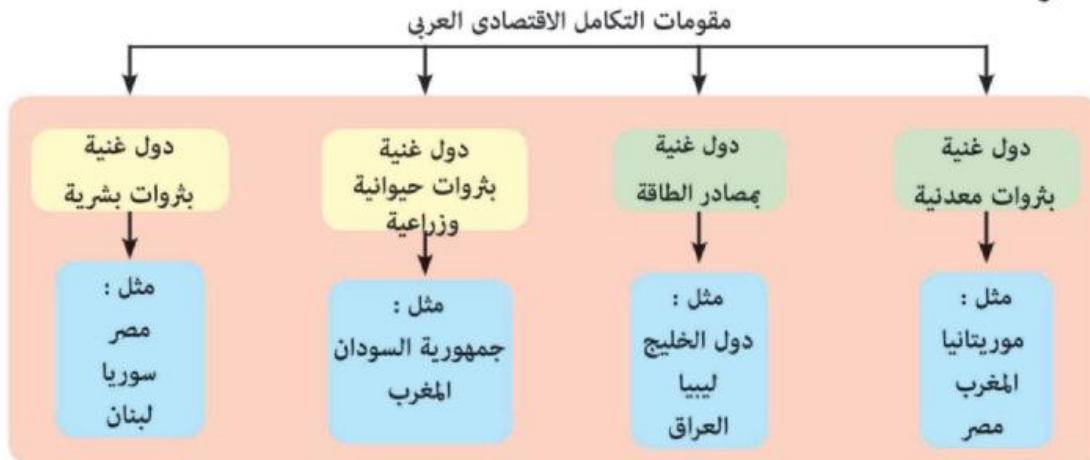 مقومات التكامل الاقتصادى العربى
دول غنية
بثروات معدنية
مثل :
موريتانيا
المغرب
مصر
دول غنية
بمصادر الطاقة
مثل :
دول الخليج
ليبيا
العراق
دول غنية
بثروات حيوانية
وزراعية
مثل :
جمهورية السودان
المغرب
دول غنية
بثروات بشرية
مثل :
مصر
سوريا
لبنان